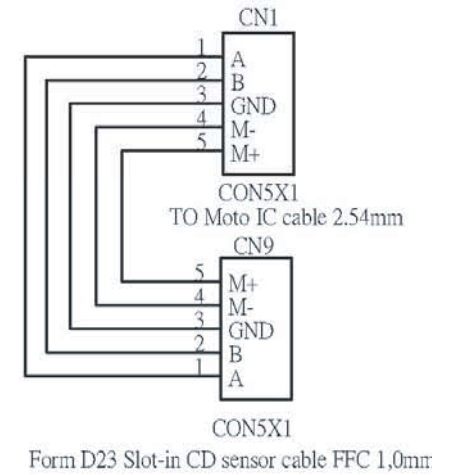 CN1
1 A
2 B
3 GND
4 M-
5 M+
CON5X1
TO Moto IC cable 2.54mm
CN9
5 M+
4 M-
3 GND
2 B
1 A
CON5X1
Form D23 Slot-in CD sensor cable FFC 1,0mm